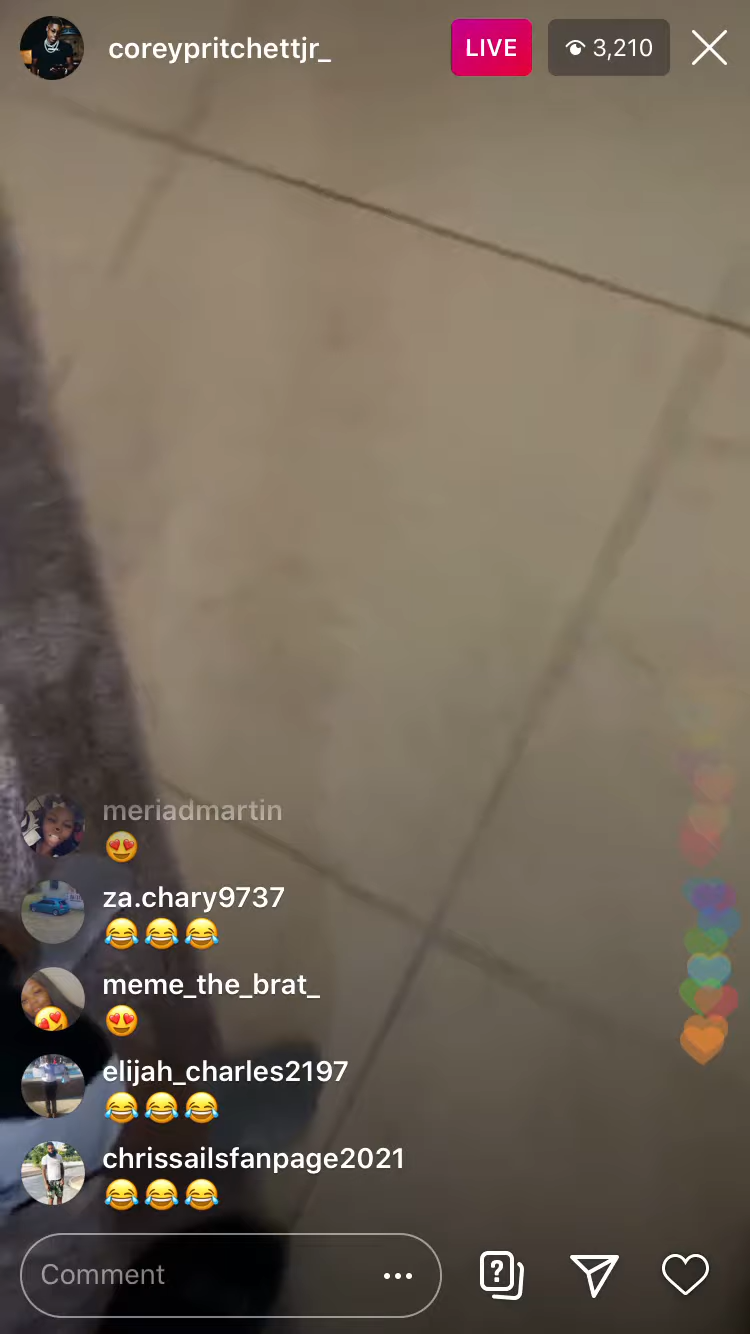 coreypritchettjr_
LIVE
3,210
meriadmartin
😍
za.chary9737
😂😂😂
meme_the_brat_
😍
elijah_charles2197
😂😂😂
chrissailsfanpage2021
😂😂😂
Comment